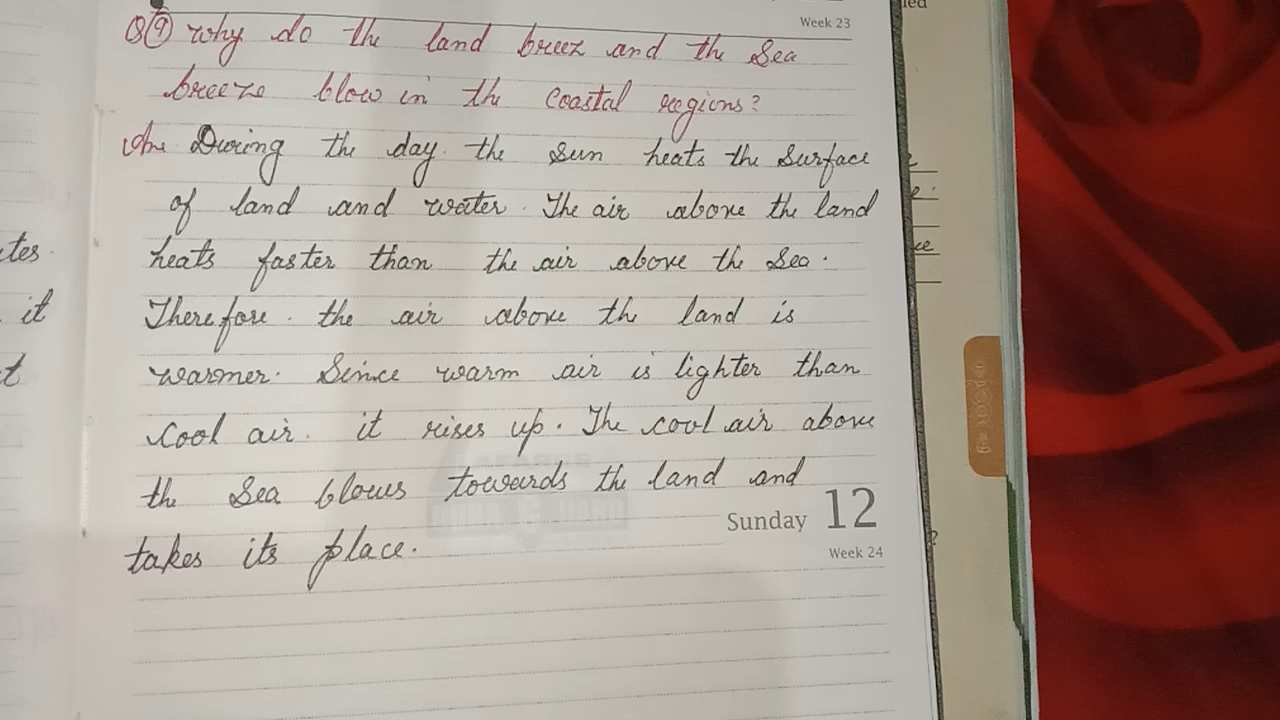 Week 23
Q(9) Why do the land breez and the Sea
breeze blow in the Coastal regions?
Ans During the day the Sun heats the Surface
of land and water. The air above the land
heats faster than the air above the Sea.
Therefore. the air above the land is
warmer. Since warm air is lighter than
Cool air. it rises up. The cool air above
the Sea blows towards the land and
takes its place.
Sunday 12
Week 24
tes.
it
t